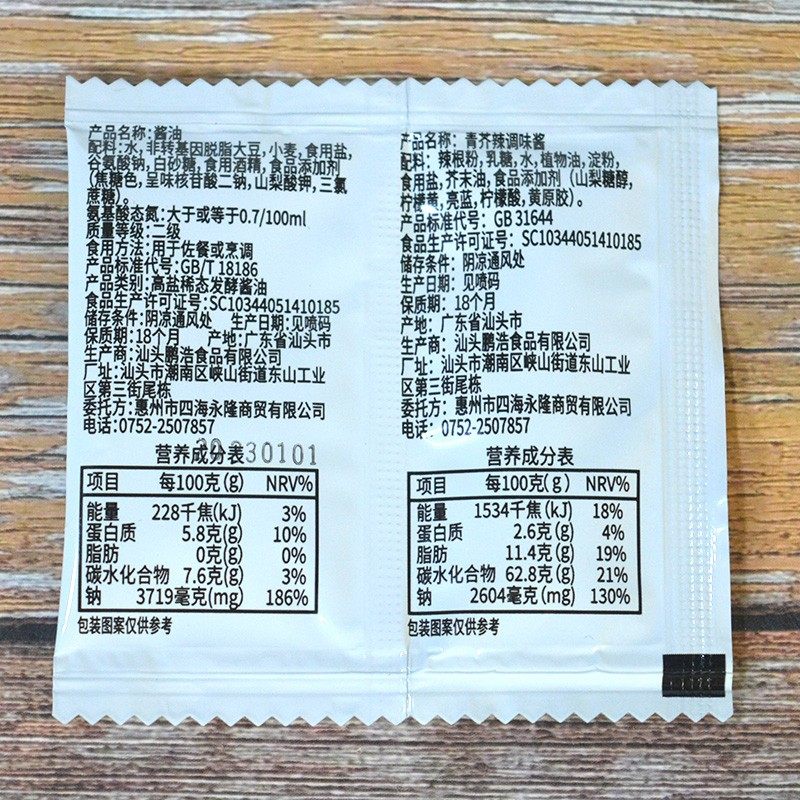 产品名称:酱油
配料:水,非转基因脱脂大豆,小麦,食用盐,
谷氨酸钠,白砂糖,食用酒精,食品添加剂
(焦糖色,呈味核苷酸二钠,山梨酸钾,三氯
蔗糖)。
氨基酸态氮:大于或等于0.7/100ml
质量等级:二级
食用方法:用于佐餐或烹调
产品标准代号:GB/T 18186
产品类别:高盐稀态发酵酱油
食品生产许可证号:SC10344051410185
储存条件:阴凉通风处 生产日期:见喷码
保质期:18个月 产地:广东省汕头市
生产商:汕头鹏浩食品有限公司
厂址:汕头市潮南区峡山街道东山工业
区第三街尾栋
委托方:惠州市四海永隆商贸有限公司
电话:0752-2507857
营养成分表
20230101
项目 每100克(g) NRV%
能量 228千焦(kJ) 3%
蛋白质 5.8克(g) 10%
脂肪 0克(g) 0%
碳水化合物 7.6克(g) 3%
钠 3719毫克(mg) 186%
包装图案仅供参考
产品名称: 青芥辣调味酱
配料: 辣根粉,乳糖,水,植物油,淀粉,
食用盐,芥末油,食品添加剂(山梨糖醇,
柠檬黄,亮蓝,柠檬酸,黄原胶)。
产品标准代号: GB 31644
食品生产许可证号: SC10344051410185
储存条件: 阴凉通风处
生产日期: 见喷码
保质期: 18个月
产地: 广东省汕头市
生产商: 汕头鹏浩食品有限公司
厂址: 汕头市潮南区峡山街道东山工业
区第三街尾栋
委托方: 惠州市四海永隆商贸有限公司
电话: 0752-2507857
营养成分表
项目 每100克(g) NRV%
能量 1534千焦(kJ) 18%
蛋白质 2.6克(g) 4%
脂肪 11.4克(g) 19%
碳水化合物 62.8克(g) 21%
钠 2604毫克(mg) 130%
包装图案仅供参考